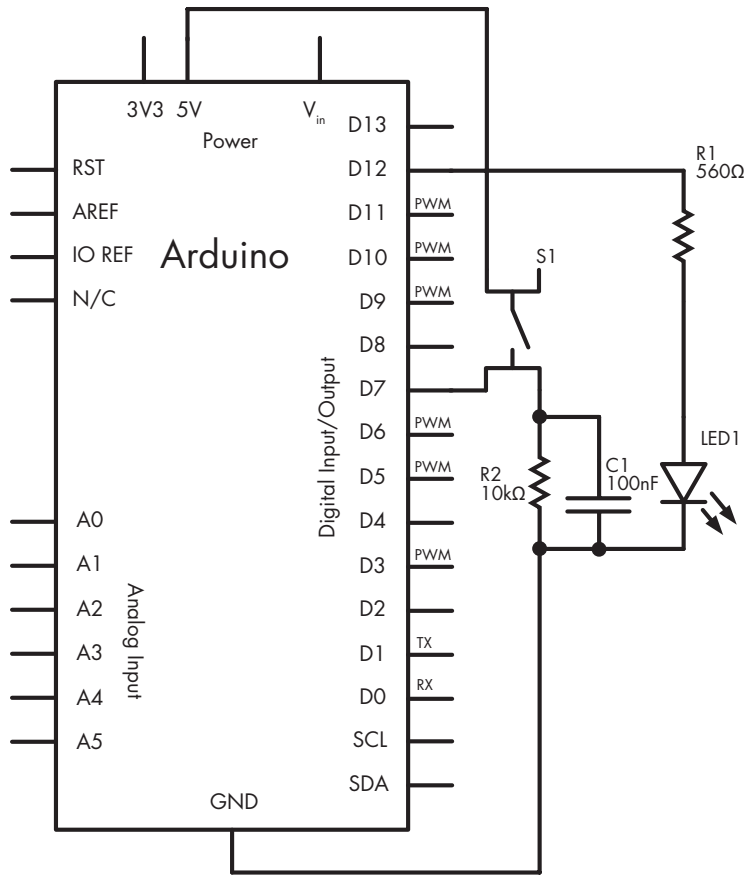 3V3 5V
V in
Power
Arduino
RST
AREF
IO REF
N/C
A0
A1
A2
A3
A4
A5
Analog Input
D13
D12
D11 PWM
D10 PWM
D9 PWM
D8
D7
D6 PWM
D5 PWM
D4
D3 PWM
D2
D1 TX
D0 RX
SCL
SDA
Digital Input/Output
GND
S1
R1
560Ω
R2
10kΩ
C1
100nF
LED1